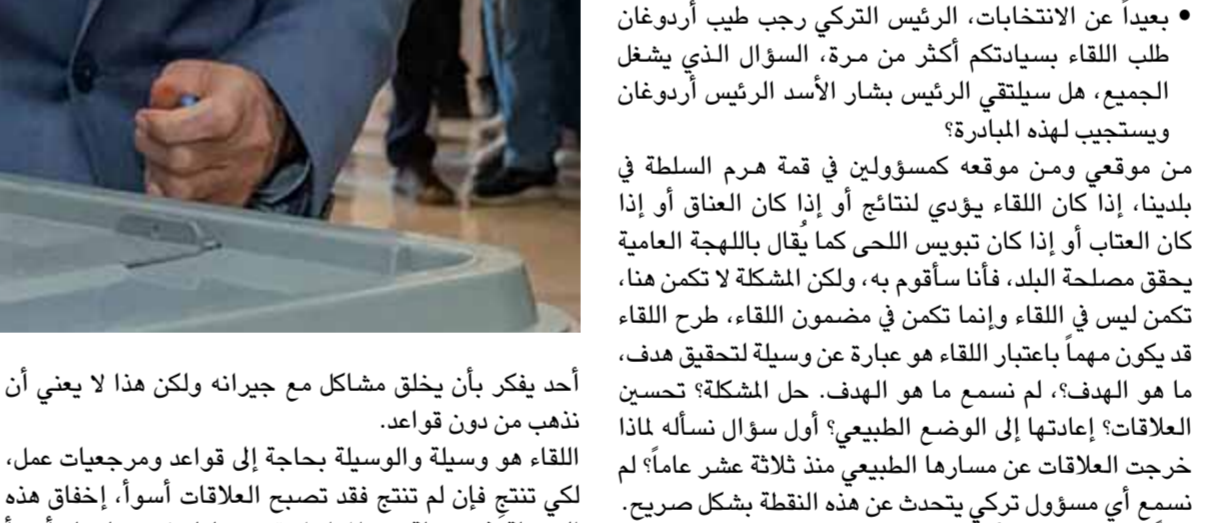 • بعيداً عن الانتخابات، الرئيس التركي رجب طيب أردوغان
طلب اللقاء بسيادتكم أكثر من مرة، السؤال الذي يشغل
الجميع، هل سيلتقي الرئيس بشار الأسد الرئيس أردوغان
ويستجيب لهذه المبادرة؟
من موقعي ومن موقعه كمسؤولين في قمة هرم السلطة في
بلدينا، إذا كان اللقاء يؤدي لنتائج أو إذا كان العناق أو إذا
كان العتاب أو إذا كان تبويس اللحى كما يُقال باللهجة العامية
يحقق مصلحة البلد، فأنا سأقوم به، ولكن المشكلة لا تكمن هنا،
تكمن ليس في اللقاء وإنما تكمن في مضمون اللقاء، طرح اللقاء
قد يكون مهماً باعتبار اللقاء هو عبارة عن وسيلة لتحقيق هدف،
ما هو الهدف؟، لم نسمع ما هو الهدف. حل المشكلة؟ تحسين
العلاقات؟ إعادتها إلى الوضع الطبيعي؟ أول سؤال نسأله لماذا
خرجت العلاقات عن مسارها الطبيعي منذ ثلاثة عشر عاماً؟ لم
نسمع أي مسؤول تركي يتحدث عن هذه النقطة بشكل صريح.
أحد يفكر بأن يخلق مشاكل مع جيرانه ولكن هذا لا يعني أن
نذهب من دون قواعد.
اللقاء هو وسيلة والوسيلة بحاجة إلى قواعد ومرجعيات عمل،
لكي تنتج فإن لم تنتج فقد تصبح العلاقات أسوأ، إخفاق هذه